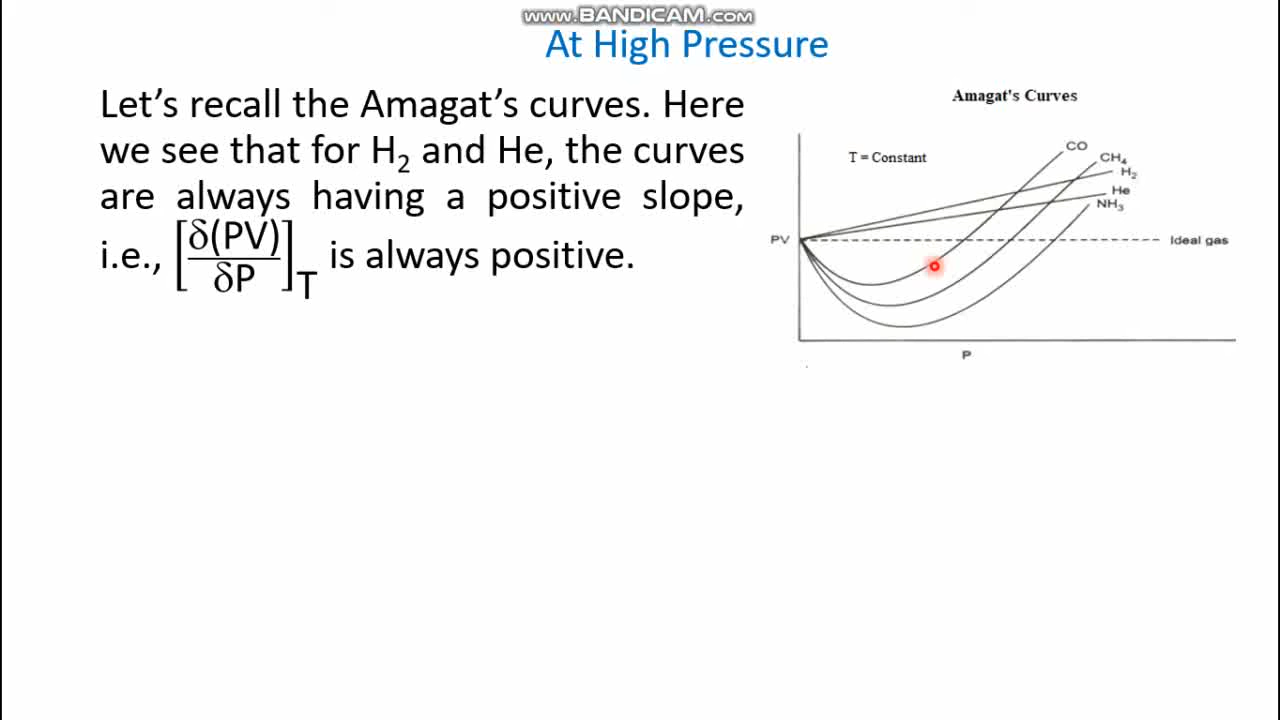 www.BANDICAM.com
At High Pressure
Let’s recall the Amagat’s curves. Here
we see that for H₂ and He, the curves
are always having a positive slope,
i.e., [δ(PV)/δP]T is always positive.
Amagat's Curves
T = Constant
CO
CH₄
H₂
He
NH₃
PV
Ideal gas
P